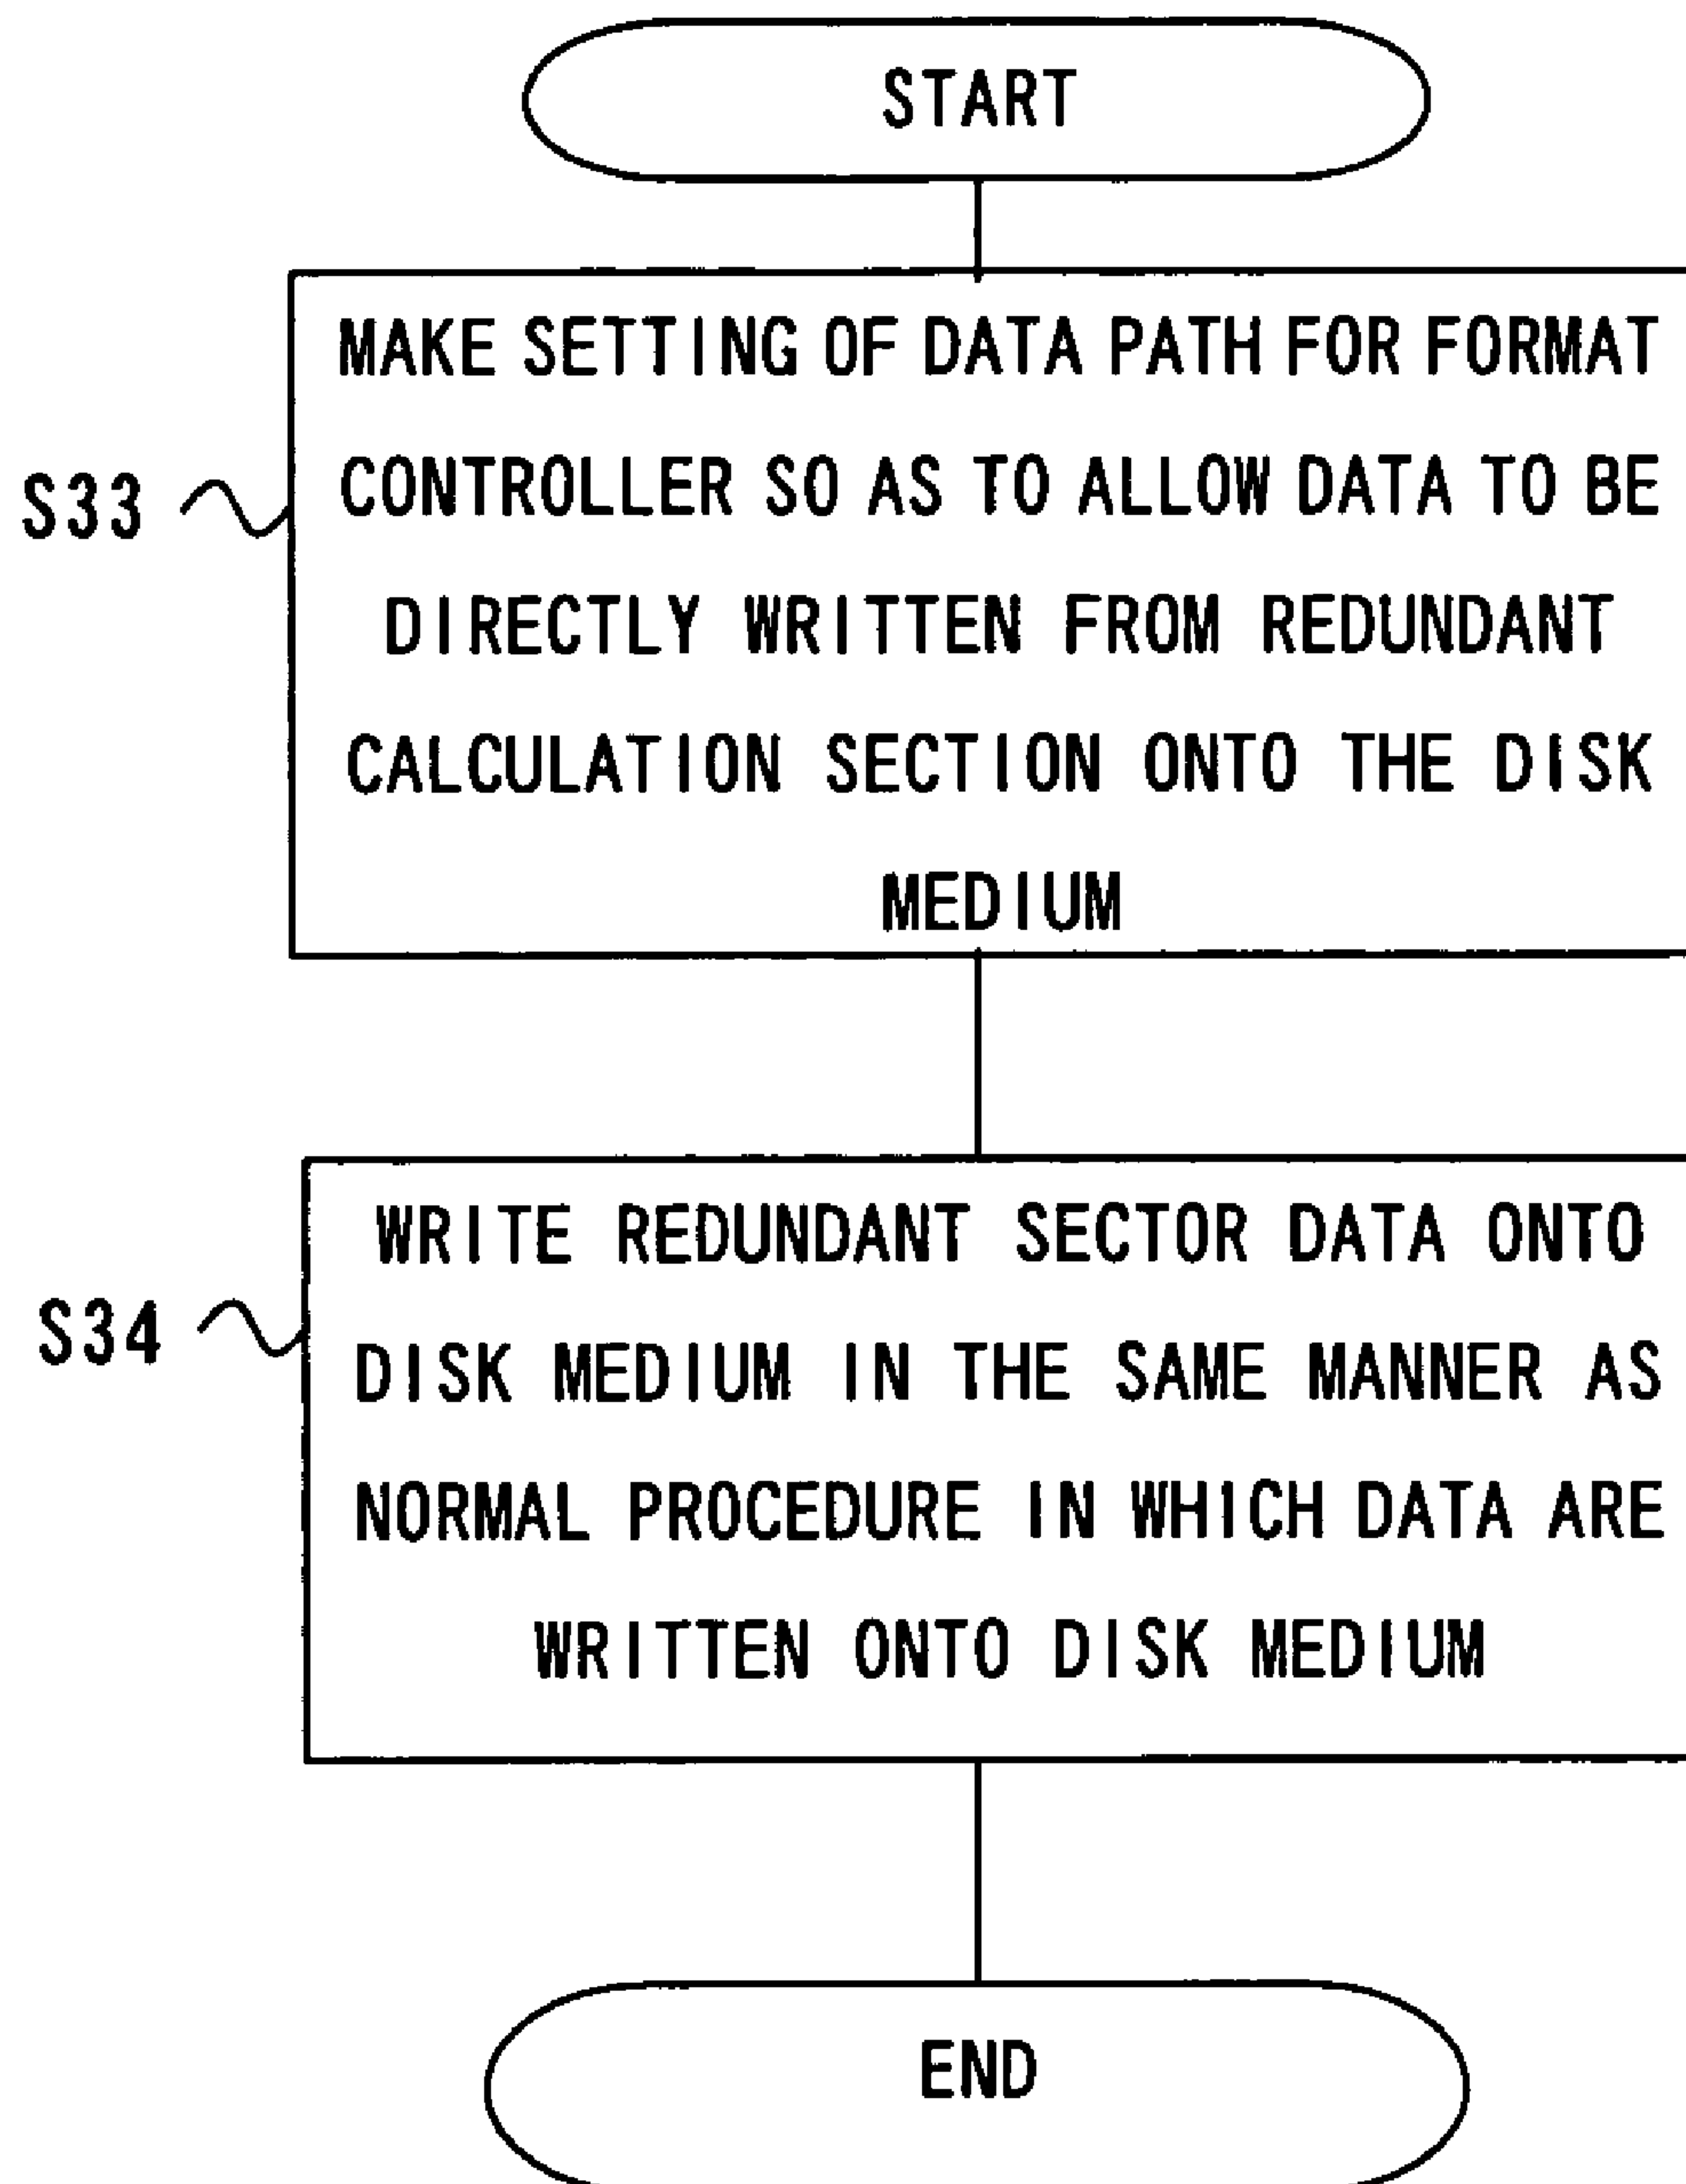 START
MAKE SETTING OF DATA PATH FOR FORMAT
S33
CONTROLLER SO AS TO ALLOW DATA TO BE
DIRECTLY WRITTEN FROM REDUNDANT
CALCULATION SECTION ONTO THE DISK
MEDIUM
WRITE REDUNDANT SECTOR DATA ONTO
S34
DISK MEDIUM IN THE SAME MANNER AS
NORMAL PROCEDURE IN WHICH DATA ARE
WRITTEN ONTO DISK MEDIUM
END